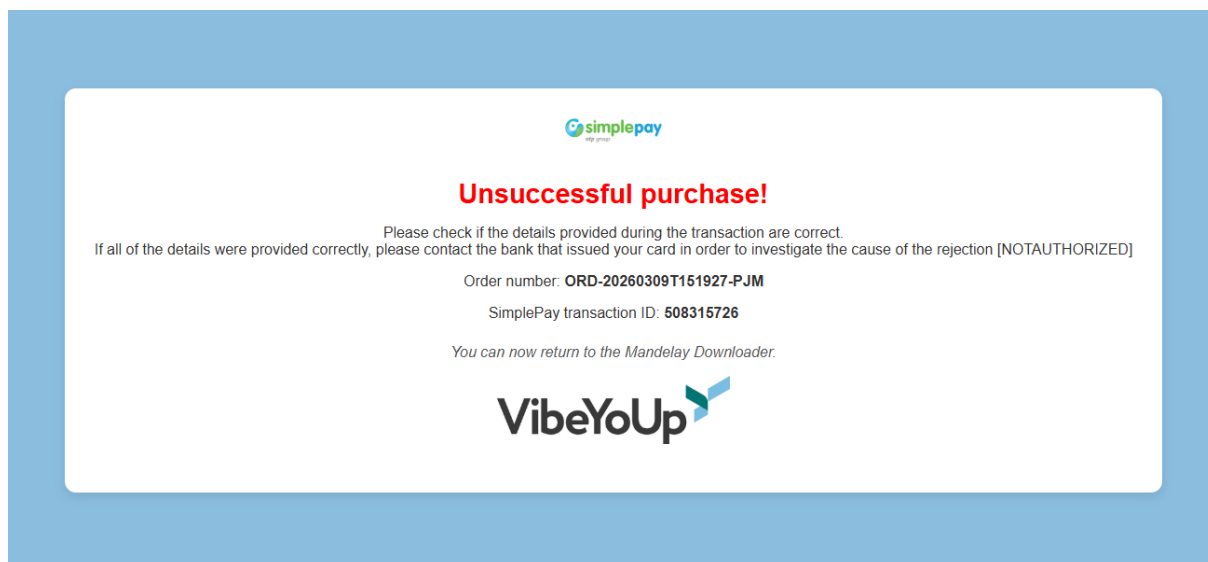 simplepay
otp group
Unsuccessful purchase!
Please check if the details provided during the transaction are correct.
If all of the details were provided correctly, please contact the bank that issued your card in order to investigate the cause of the rejection [NOTAUTHORIZED]
Order number: ORD-20260309T151927-PJM
SimplePay transaction ID: 508315726
You can now return to the Mandelay Downloader.
VibeYoUp